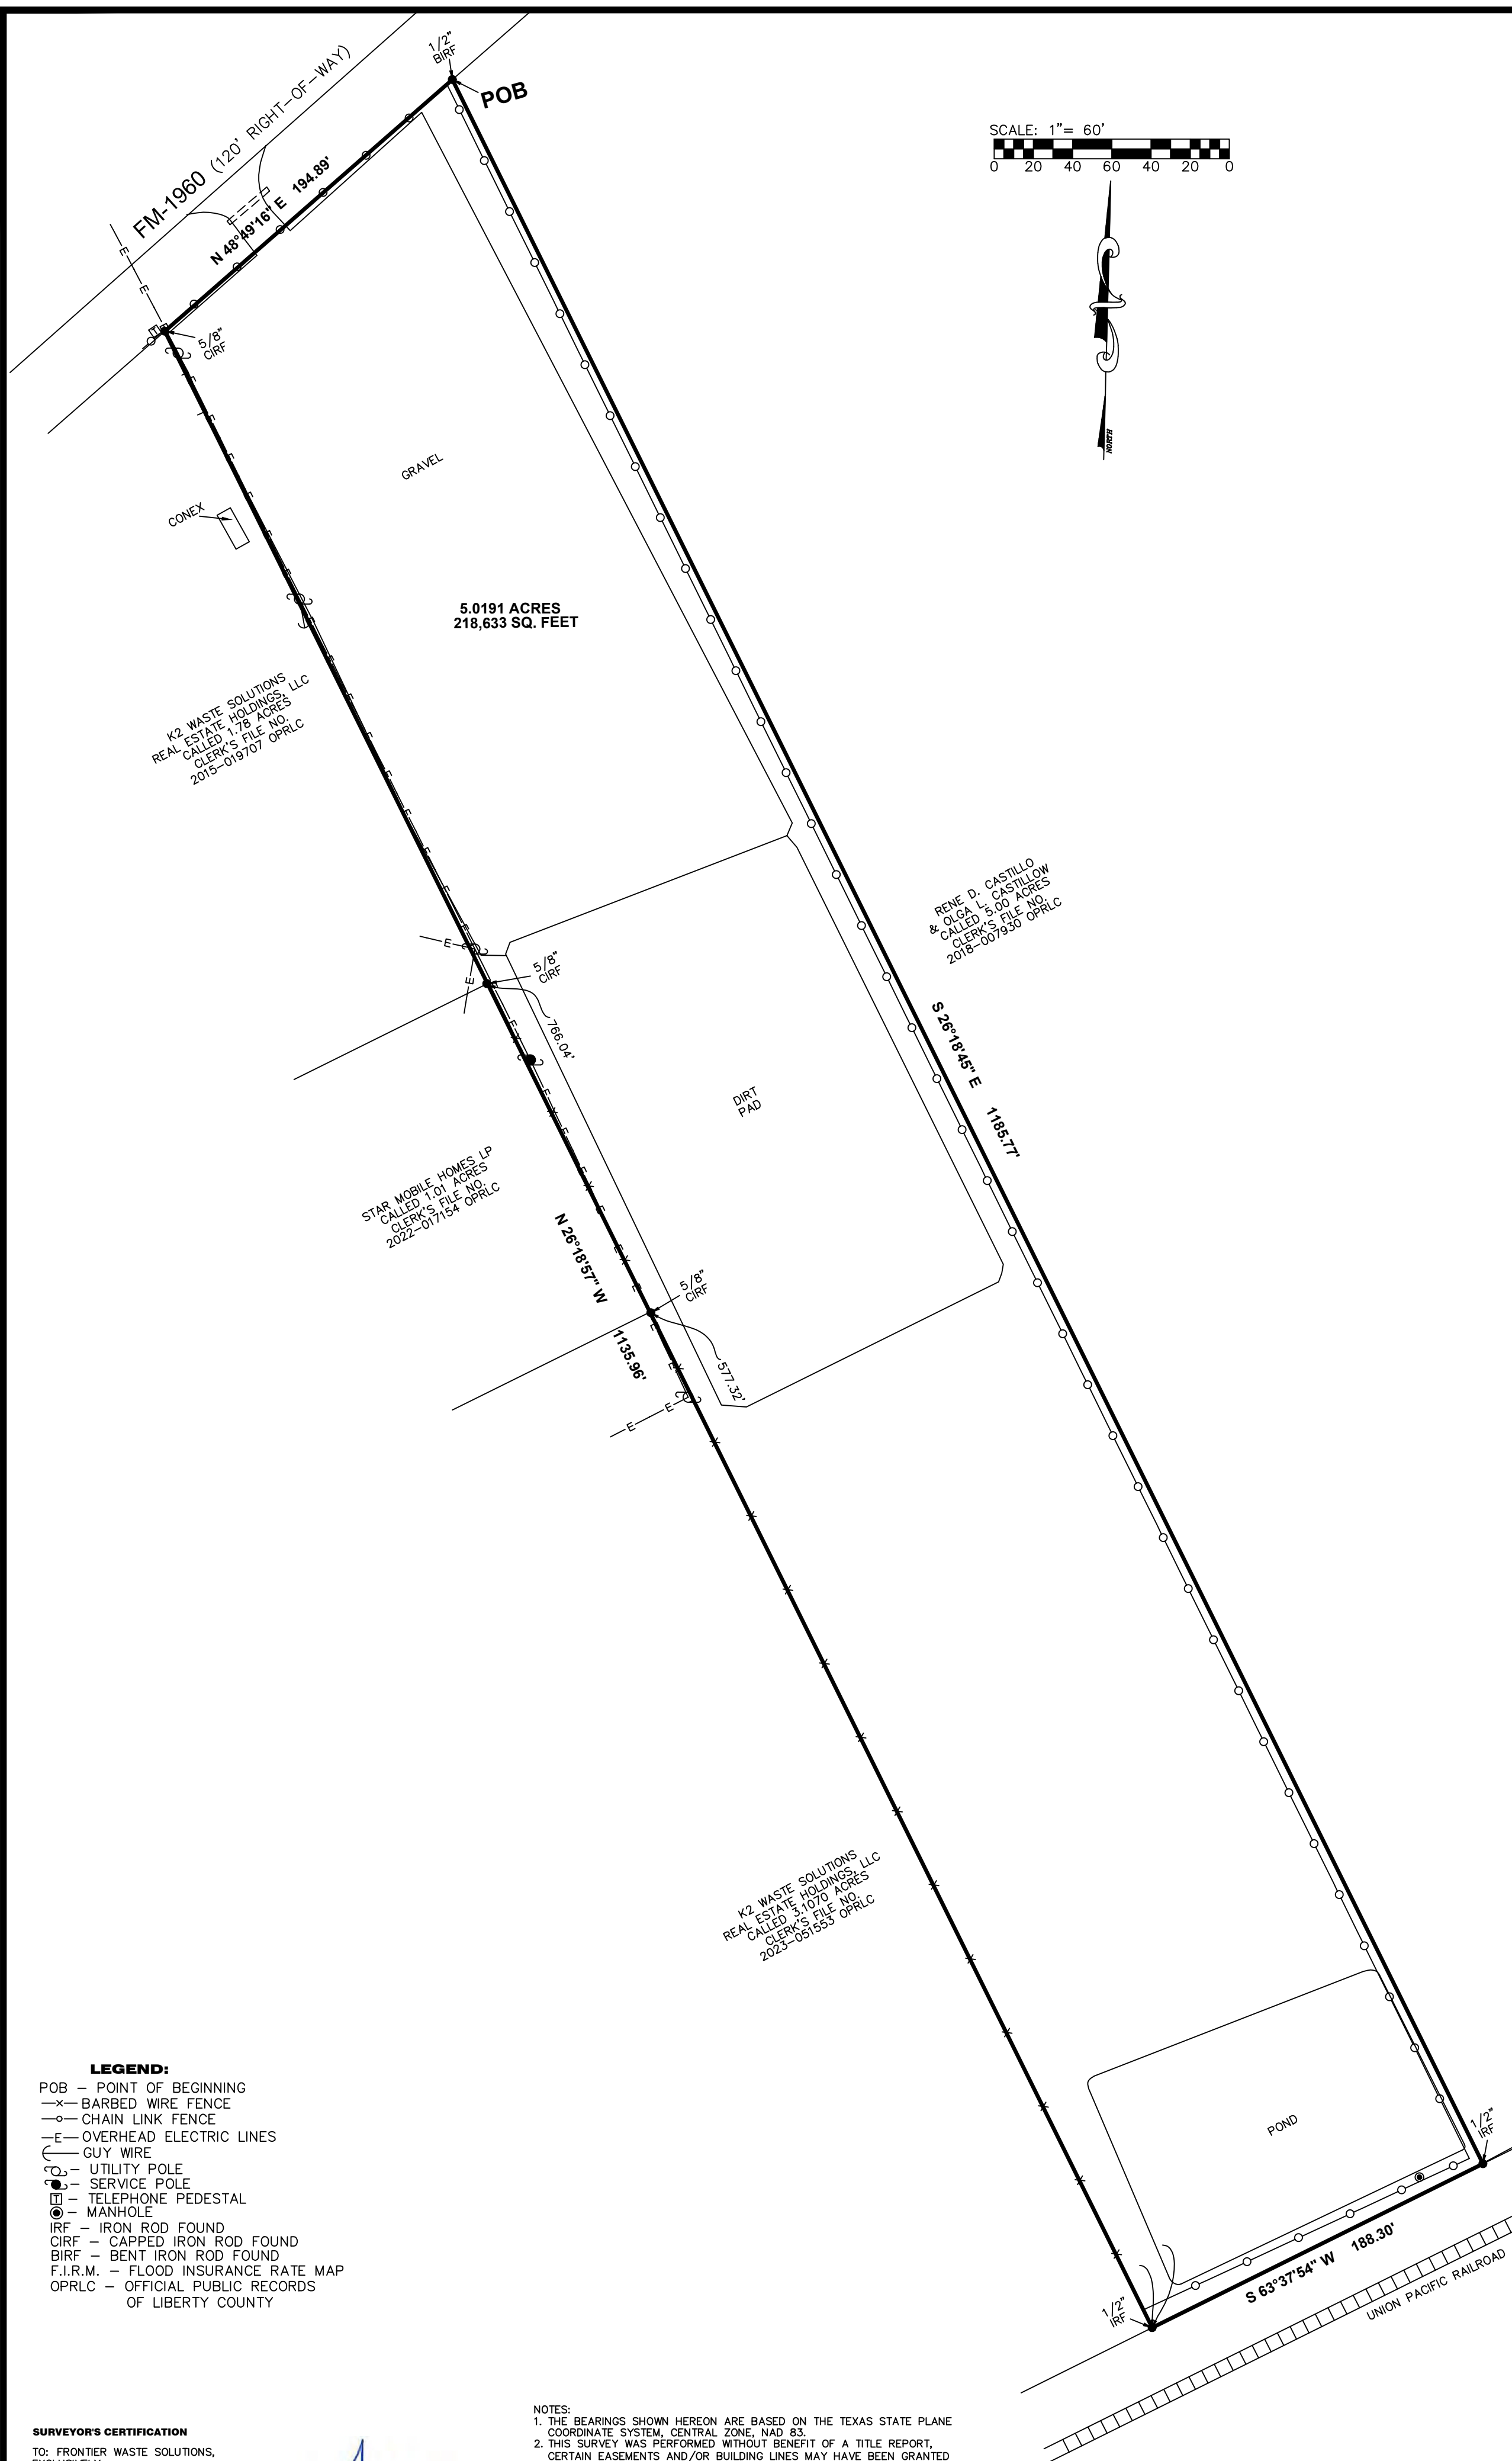 1/2"
BIRF
POB
FM-1960 (120' RIGHT-OF-WAY)
N 48°49'16" E 194.89'
SCALE: 1"= 60'
0 20 40 60 40 20 0
NORTH
E
E
T
5/8"
CIRF
GRAVEL
CONEX
5.0191 ACRES
218,633 SQ. FEET
K2 WASTE SOLUTIONS
REAL ESTATE HOLDINGS, LLC
CALLED 1.78 ACRES
CLERK'S FILE NO.
2015-019707 OPRLC
RENE D. CASTILLO
& OLGA L. CASTILLOW
CALLED 5.00 ACRES
CLERK'S FILE NO.
2018-007930 OPRLC
E
E
5/8"
CIRF
766.04'
S 26°18'45" E 1185.77'
DIRT
PAD
STAR MOBILE HOMES LP
CALLED 1.01 ACRES
CLERK'S FILE NO.
2022-017154 OPRLC
N 26°18'57" W 1135.96'
5/8"
CIRF
577.32'
E
E
K2 WASTE SOLUTIONS
REAL ESTATE HOLDINGS, LLC
CALLED 3.1070 ACRES
CLERK'S FILE NO.
2023-051553 OPRLC
POND
1/2"
IRF
1/2"
IRF
S 63°37'54" W 188.30'
UNION PACIFIC RAILROAD
LEGEND:
POB – POINT OF BEGINNING
—x— BARBED WIRE FENCE
—o— CHAIN LINK FENCE
—E— OVERHEAD ELECTRIC LINES
GUY WIRE
– UTILITY POLE
– SERVICE POLE
T – TELEPHONE PEDESTAL
– MANHOLE
IRF – IRON ROD FOUND
CIRF – CAPPED IRON ROD FOUND
BIRF – BENT IRON ROD FOUND
F.I.R.M. – FLOOD INSURANCE RATE MAP
OPRLC – OFFICIAL PUBLIC RECORDS
OF LIBERTY COUNTY
SURVEYOR'S CERTIFICATION
TO: FRONTIER WASTE SOLUTIONS,
NOTES:
1. THE BEARINGS SHOWN HEREON ARE BASED ON THE TEXAS STATE PLANE
COORDINATE SYSTEM, CENTRAL ZONE, NAD 83.
2. THIS SURVEY WAS PERFORMED WITHOUT BENEFIT OF A TITLE REPORT,
CERTAIN EASEMENTS AND/OR BUILDING LINES MAY HAVE BEEN GRANTED